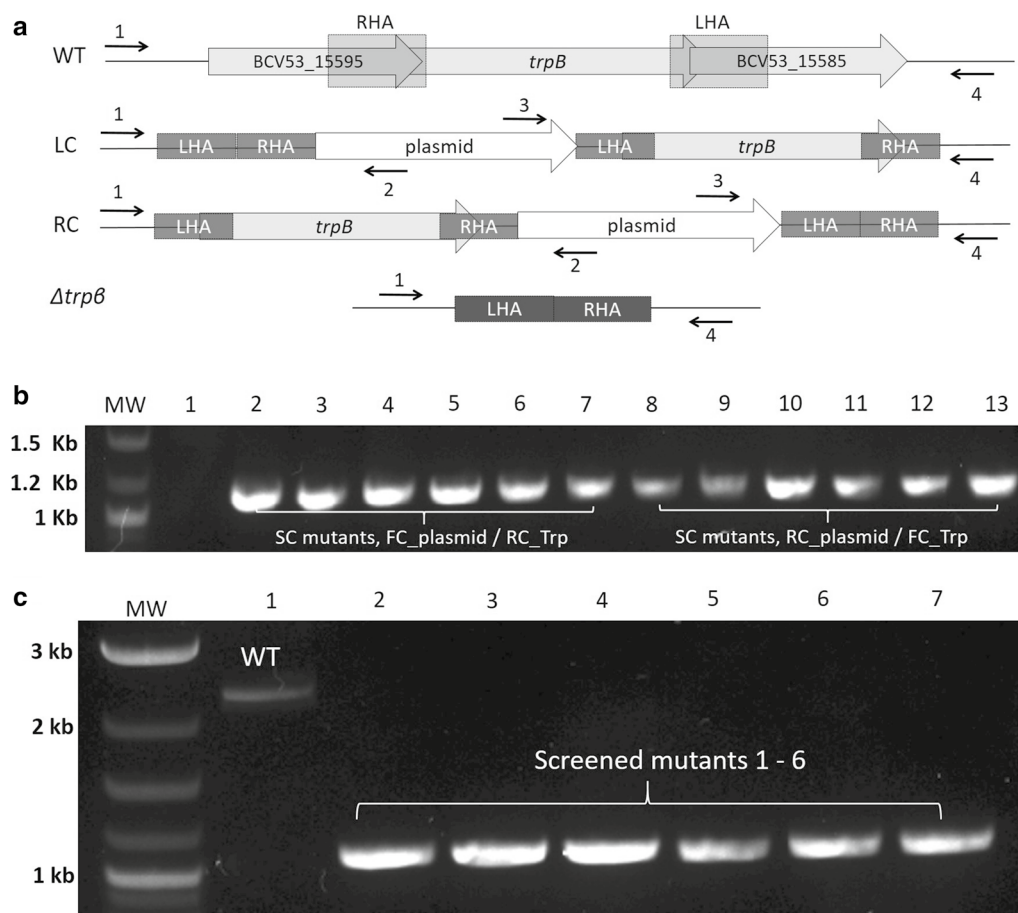 a
RHA LHA
1
WT BCV53_15595 trpB BCV53_15585
4
1 3
LC LHA RHA plasmid LHA trpB RHA
2 4
1 3
RC LHA trpB RHA plasmid LHA RHA
2 4
Δtrpβ 1
LHA RHA
4
b
MW 1 2 3 4 5 6 7 8 9 10 11 12 13
1.5 Kb
1.2 Kb
1 Kb
SC mutants, FC_plasmid / RC_Trp SC mutants, RC_plasmid / FC_Trp
c
MW 1 2 3 4 5 6 7
3 kb
WT
2 kb
Screened mutants 1 - 6
1 kb